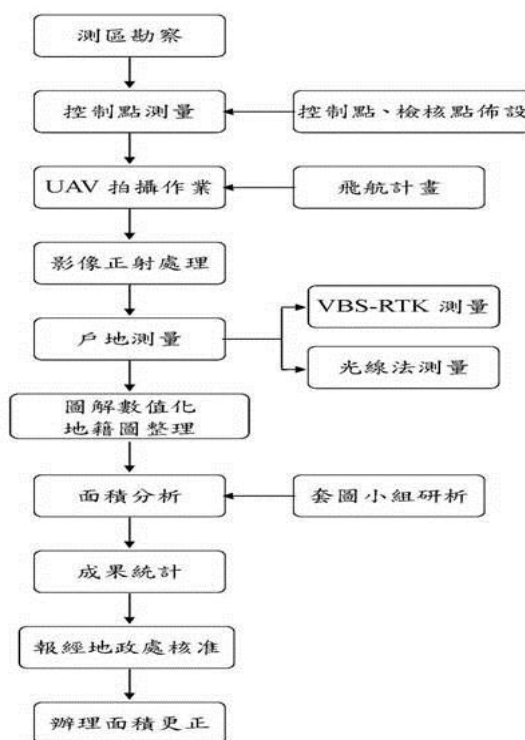 測區勘察
控制點測量
控制點、檢核點佈設
UAV 拍攝作業
飛航計畫
影像正射處理
VBS-RTK 測量
戶地測量
光線法測量
圖解數值化
地籍圖整理
面積分析
套圖小組研析
成果統計
報經地政處核准
辦理面積更正